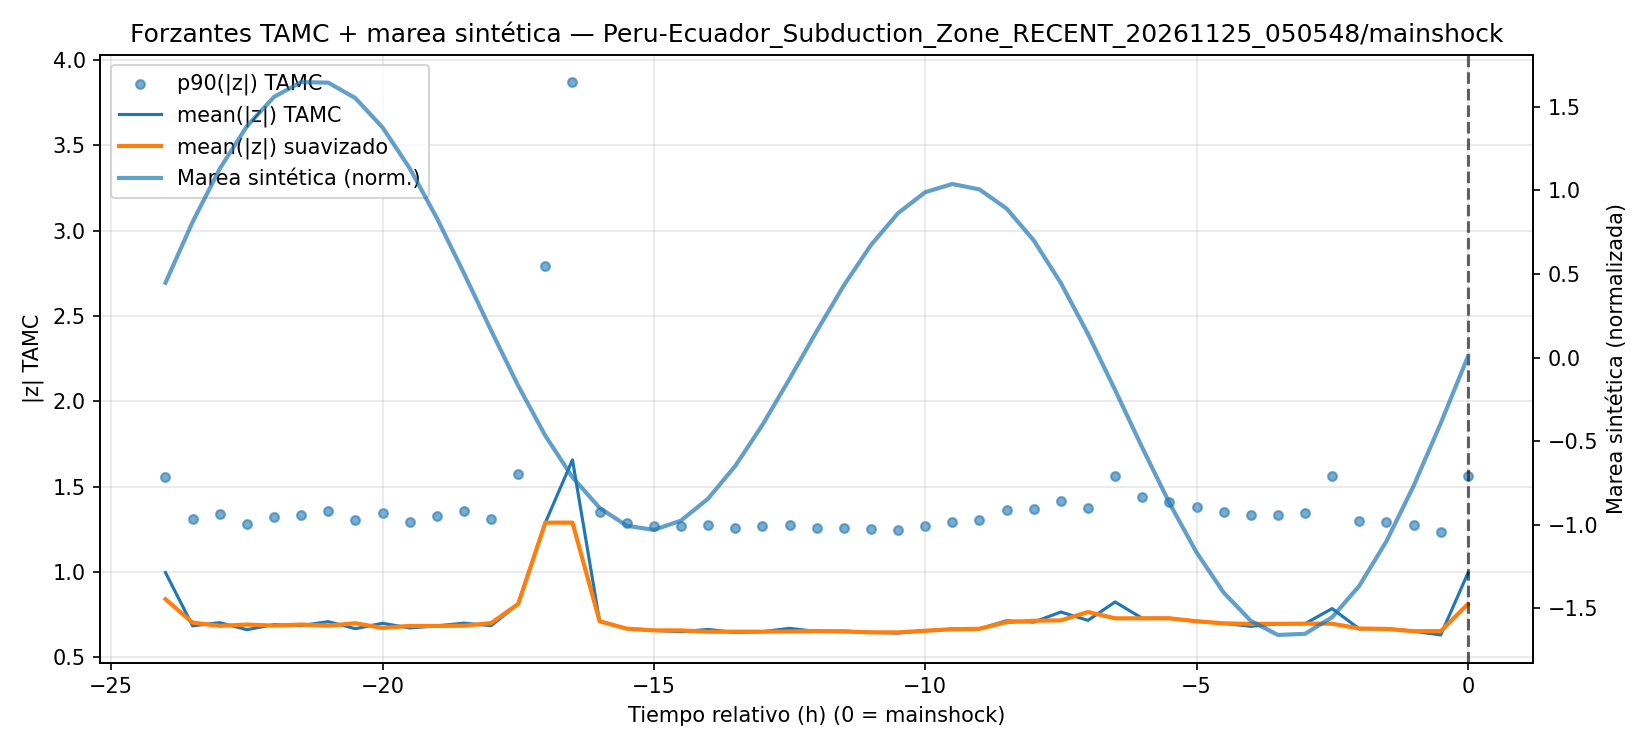 Forzantes TAMC + marea sintética — Peru-Ecuador_Subduction_Zone_RECENT_20261125_050548/mainshock
p90(|z|) TAMC
mean(|z|) TAMC
mean(|z|) suavizado
Marea sintética (norm.)
|z| TAMC
4.0
3.5
3.0
2.5
2.0
1.5
1.0
0.5
Marea sintética (normalizada)
1.5
1.0
0.5
0.0
−0.5
−1.0
−1.5
−25 −20 −15 −10 −5 0
Tiempo relativo (h) (0 = mainshock)